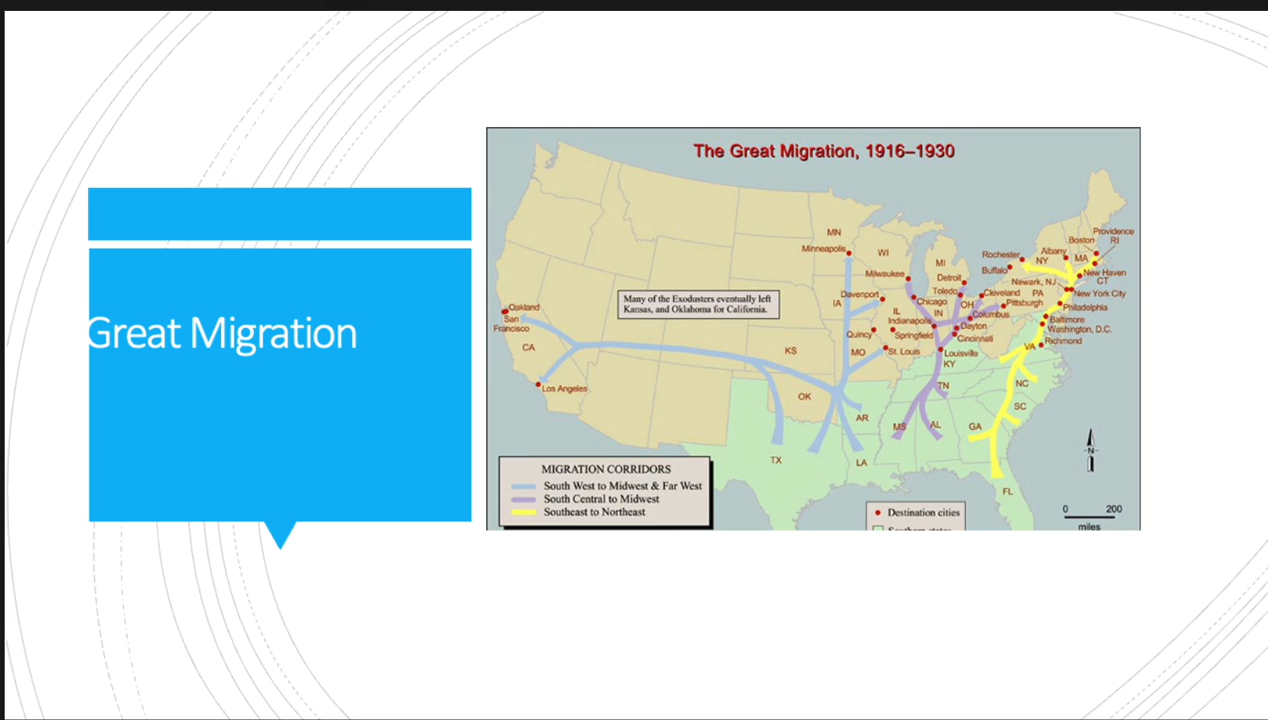 Great Migration
The Great Migration, 1916–1930
MN
Minneapolis
WI
MI
Milwaukee
Detroit
Rochester
Buffalo
Albany
NY
Boston
MA
Providence
RI
New Haven
CT
Newark, NJ
New York City
PA
Philadelphia
Toledo
Cleveland
Pittsburgh
Davenport
IA
Chicago
OH
IL
IN
Columbus
Indianapolis
Dayton
Springfield
Cincinnati
Quincy
Baltimore
Washington, D.C.
Richmond
VA
Many of the Exodusters eventually left
Kansas, and Oklahoma for California.
Oakland
San
Francisco
CA
Los Angeles
KS
MO
St. Louis
Louisville
KY
OK
AR
TN
NC
SC
MS
AL
GA
TX
LA
FL
N
MIGRATION CORRIDORS
South West to Midwest & Far West
South Central to Midwest
Southeast to Northeast
Destination cities
0 200
miles